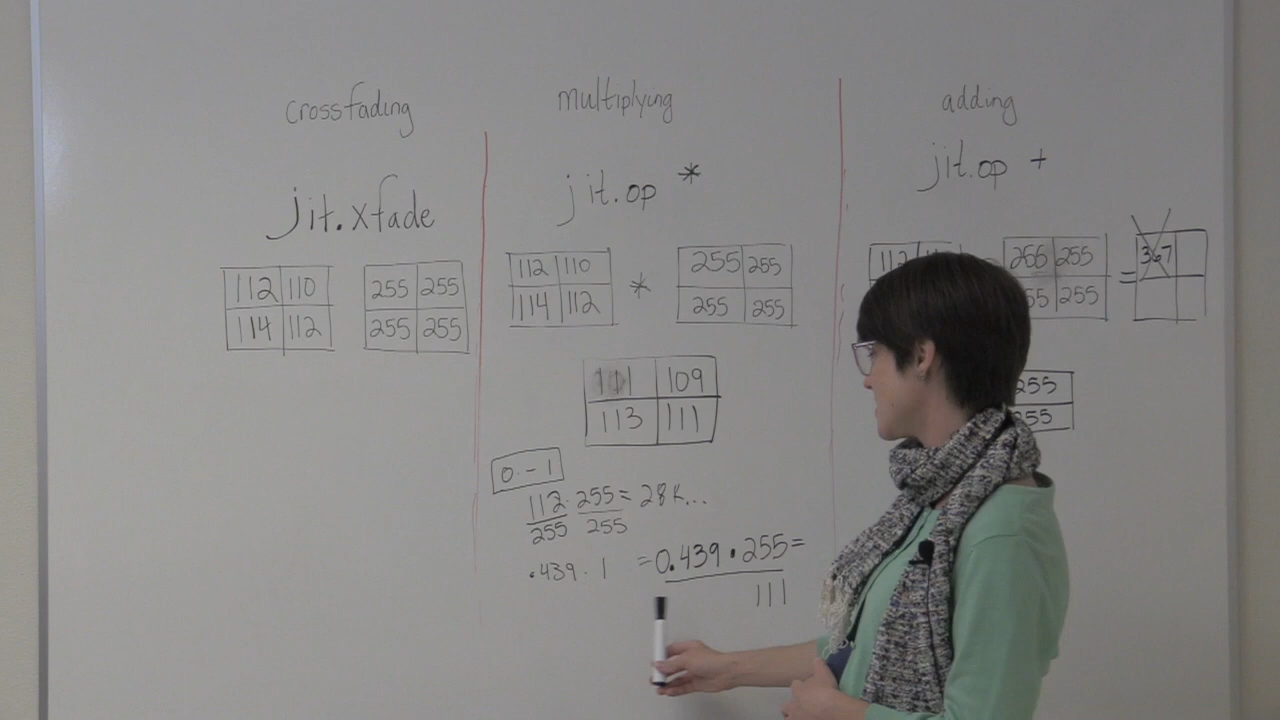 crossfading
jit.xfade
112 110 255 255
114 112 255 255
multiplying
jit.op *
112 110 * 255 255
114 112 255 255
109
113 111
0.-1
112 · 255 = 28k...
255 255
.439 · 1 = 0.439 · 255 =
111
adding
jit.op +
255 255 = 367
255
255
255